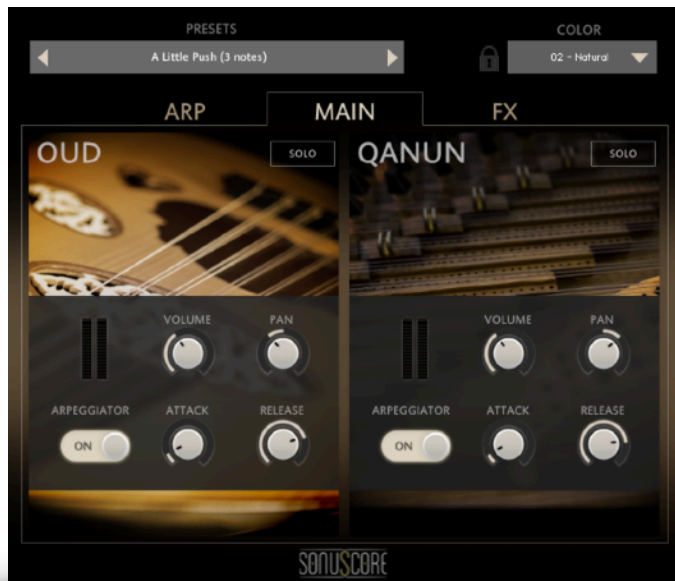 PRESETS
COLOR
A Little Push (3 notes)
02 - Natural
ARP
MAIN
FX
OUD
SOLO
QANUN
SOLO
VOLUME
PAN
VOLUME
PAN
ARPEGGIATOR
ATTACK
RELEASE
ARPEGGIATOR
ATTACK
RELEASE
ON
ON
SONUSCORE